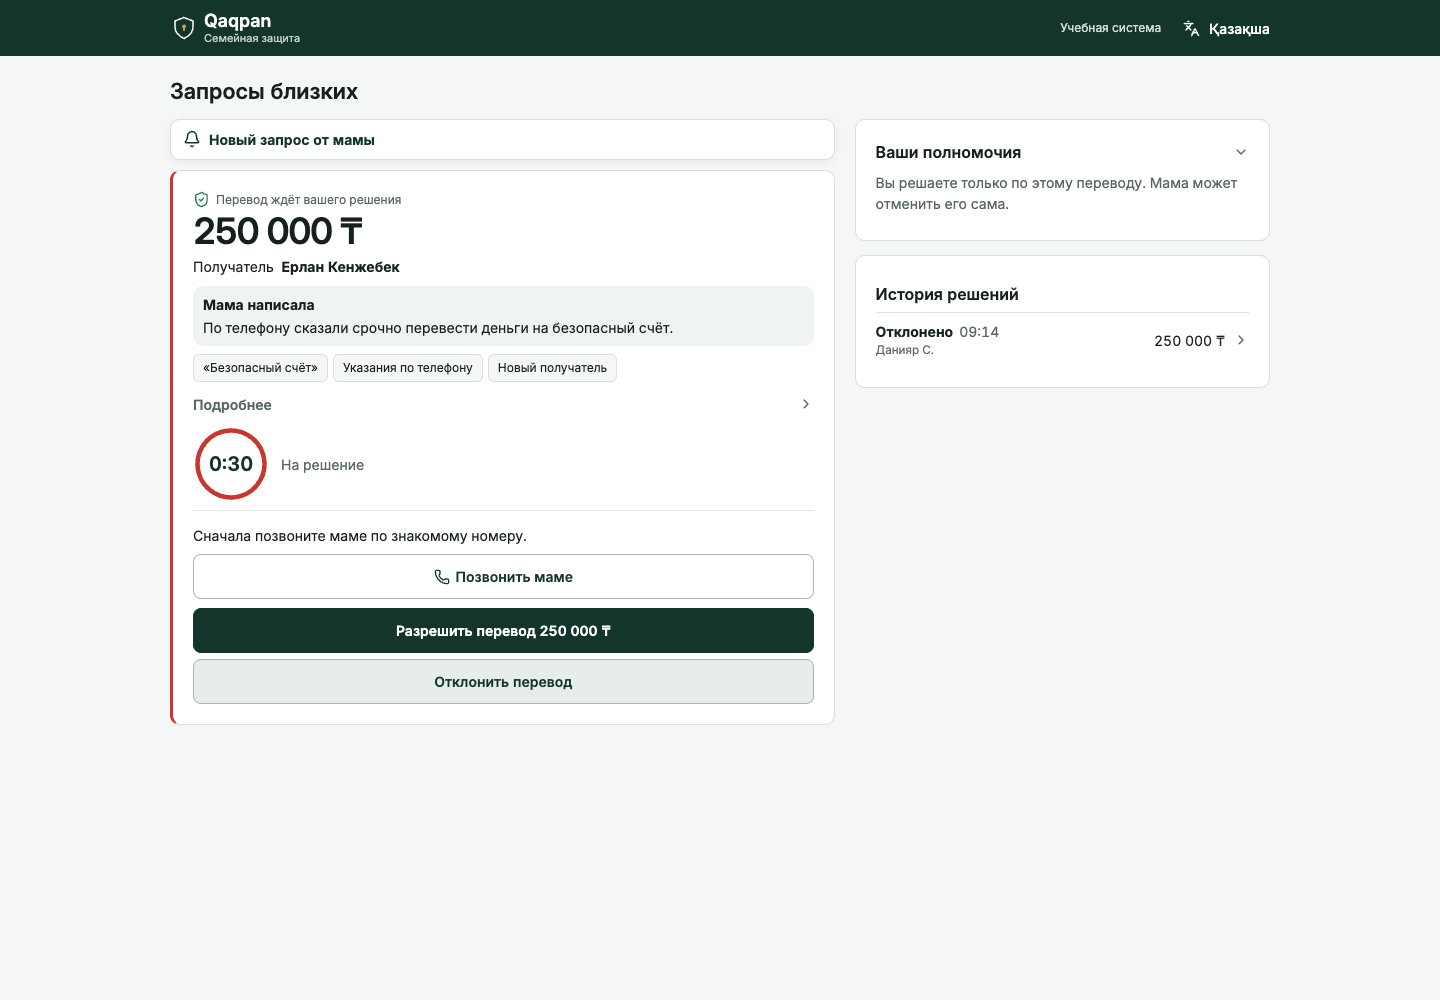 Qaqpan
Семейная защита
Учебная система
Қазақша
Запросы близких
Новый запрос от мамы
Перевод ждёт вашего решения
250 000 ₸
Получатель Ерлан Кенжебек
Мама написала
По телефону сказали срочно перевести деньги на безопасный счёт.
«Безопасный счёт» Указания по телефону Новый получатель
Подробнее
0:30
На решение
Сначала позвоните маме по знакомому номеру.
Позвонить маме
Разрешить перевод 250 000 ₸
Отклонить перевод
Ваши полномочия
Вы решаете только по этому переводу. Мама может
отменить его сама.
История решений
Отклонено 09:14
Данияр С.
250 000 ₸